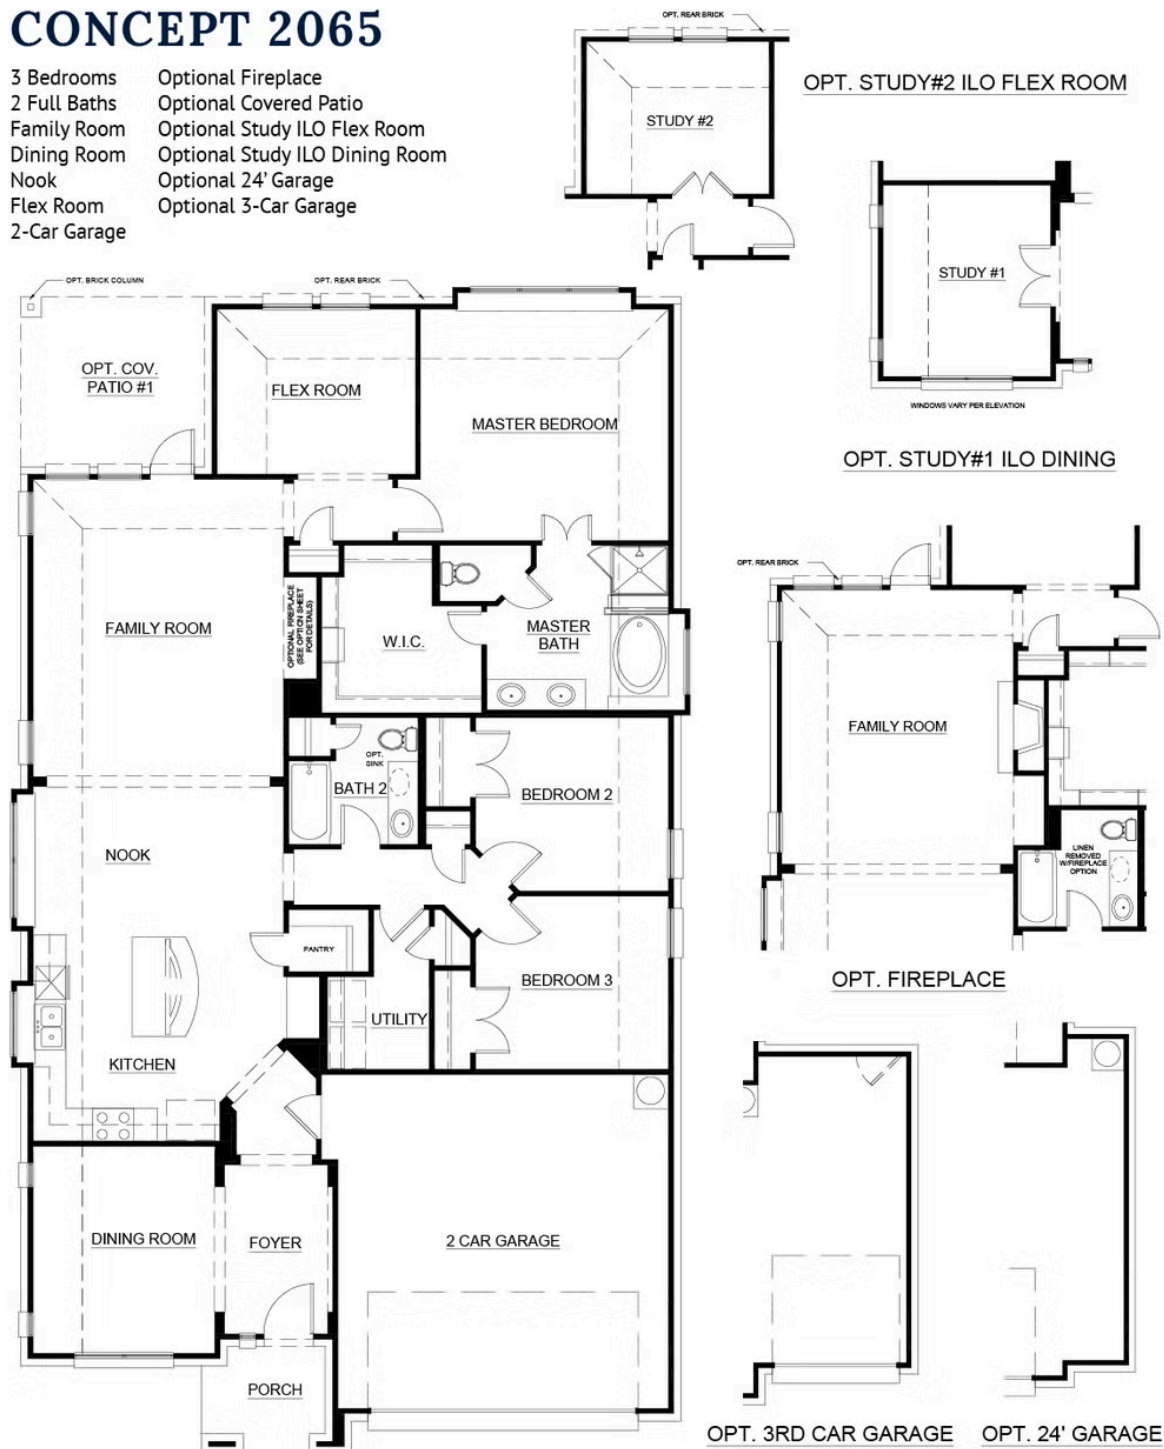 CONCEPT 2065
3 Bedrooms
2 Full Baths
Family Room
Dining Room
Nook
Flex Room
2-Car Garage
Optional Fireplace
Optional Covered Patio
Optional Study ILO Flex Room
Optional Study ILO Dining Room
Optional 24' Garage
Optional 3-Car Garage
OPT. REAR BRICK
STUDY #2
OPT. STUDY#2 ILO FLEX ROOM
STUDY #1
WINDOWS VARY PER ELEVATION
OPT. STUDY#1 ILO DINING
OPT. BRICK COLUMN
OPT. REAR BRICK
OPT. COV.
PATIO #1
FLEX ROOM
MASTER BEDROOM
FAMILY ROOM
OPTIONAL FIREPLACE
(SEE OPTION SHEET
FOR DETAILS)
W.I.C.
MASTER
BATH
OPT.
SINK
BATH 2
BEDROOM 2
NOOK
PANTRY
BEDROOM 3
UTILITY
KITCHEN
DINING ROOM
FOYER
2 CAR GARAGE
PORCH
OPT. REAR BRICK
FAMILY ROOM
LINEN
REMOVED
W/FIREPLACE
OPTION
OPT. FIREPLACE
OPT. 3RD CAR GARAGE
OPT. 24' GARAGE